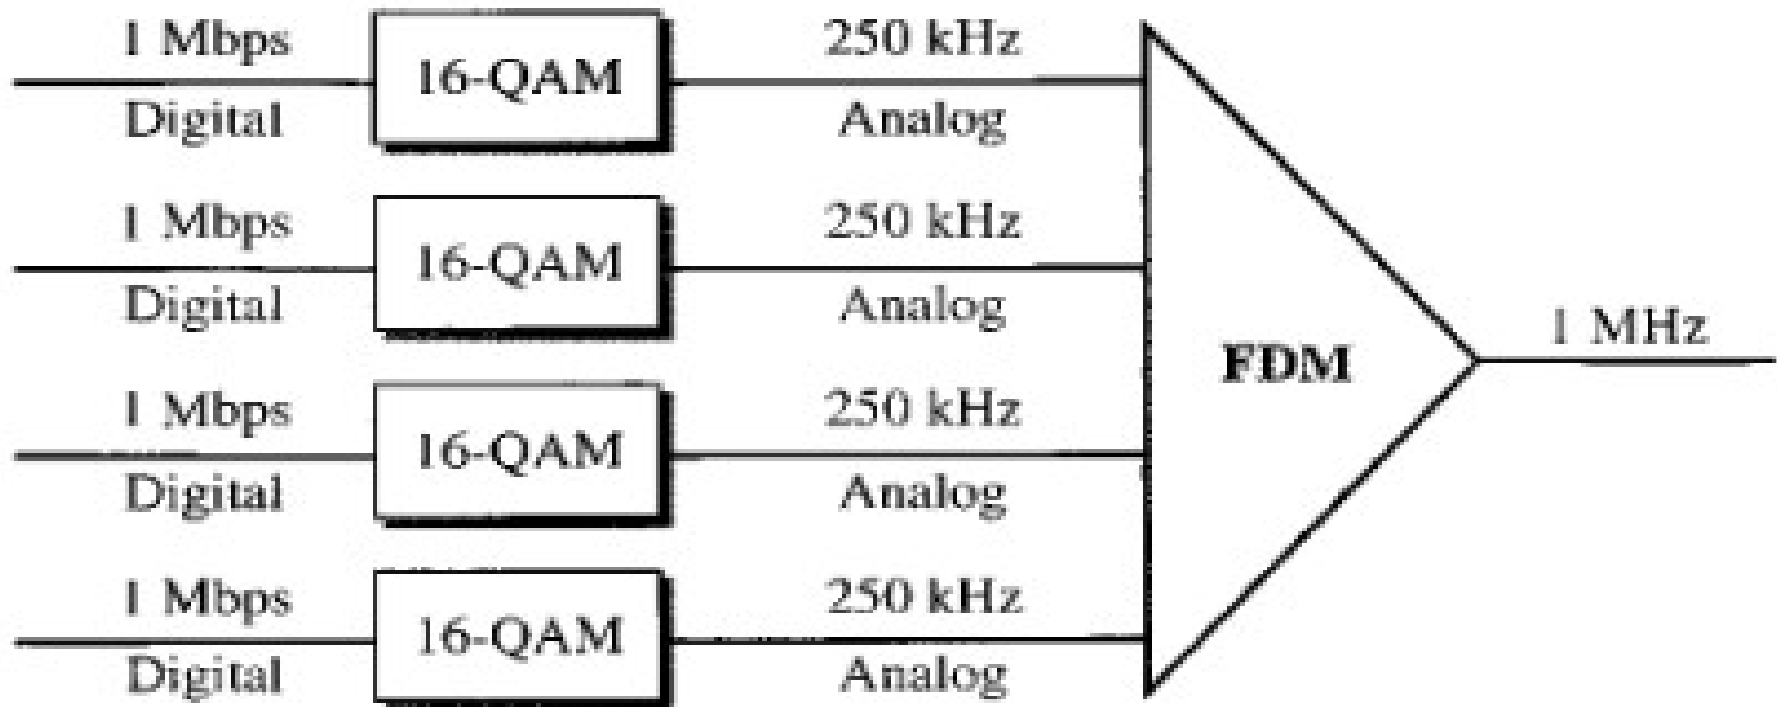 1 Mbps
16-QAM
250 kHz
Digital
Analog
1 Mbps
16-QAM
250 kHz
Digital
Analog
FDM
1 MHz
1 Mbps
16-QAM
250 kHz
Digital
Analog
1 Mbps
16-QAM
250 kHz
Digital
Analog